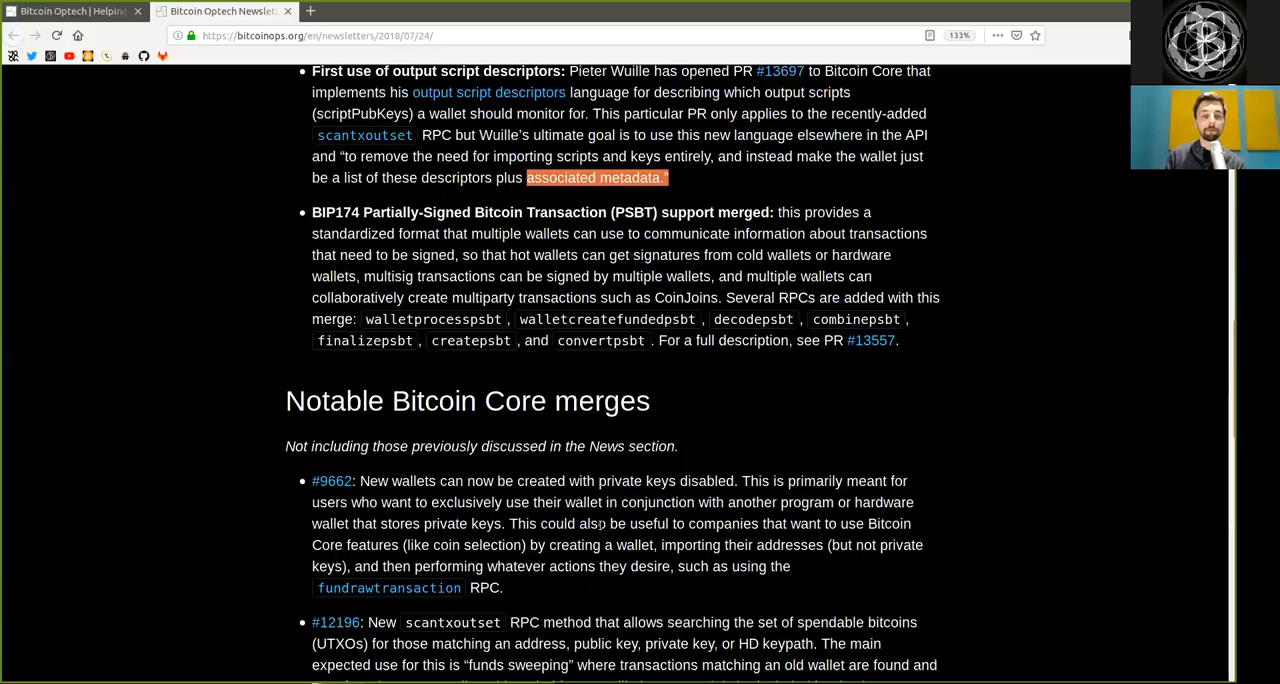 Bitcoin Optech | Helping
Bitcoin Optech Newslet
https://bitcoinops.org/en/newsletters/2018/07/24/
133%
First use of output script descriptors: Pieter Wuille has opened PR #13697 to Bitcoin Core that
implements his output script descriptors language for describing which output scripts
(scriptPubKeys) a wallet should monitor for. This particular PR only applies to the recently-added
scantxoutset RPC but Wuille’s ultimate goal is to use this new language elsewhere in the API
and “to remove the need for importing scripts and keys entirely, and instead make the wallet just
be a list of these descriptors plus associated metadata.”
BIP174 Partially-Signed Bitcoin Transaction (PSBT) support merged: this provides a
standardized format that multiple wallets can use to communicate information about transactions
that need to be signed, so that hot wallets can get signatures from cold wallets or hardware
wallets, multisig transactions can be signed by multiple wallets, and multiple wallets can
collaboratively create multiparty transactions such as CoinJoins. Several RPCs are added with this
merge: walletprocesspsbt, walletcreatefundedpsbt, decodepsbt, combinepsbt,
finalizepsbt, createpsbt, and convertpsbt. For a full description, see PR #13557.
Notable Bitcoin Core merges
Not including those previously discussed in the News section.
#9662: New wallets can now be created with private keys disabled. This is primarily meant for
users who want to exclusively use their wallet in conjunction with another program or hardware
wallet that stores private keys. This could also be useful to companies that want to use Bitcoin
Core features (like coin selection) by creating a wallet, importing their addresses (but not private
keys), and then performing whatever actions they desire, such as using the
fundrawtransaction RPC.
#12196: New scantxoutset RPC method that allows searching the set of spendable bitcoins
(UTXOs) for those matching an address, public key, private key, or HD keypath. The main
expected use for this is “funds sweeping” where transactions matching an old wallet are found and